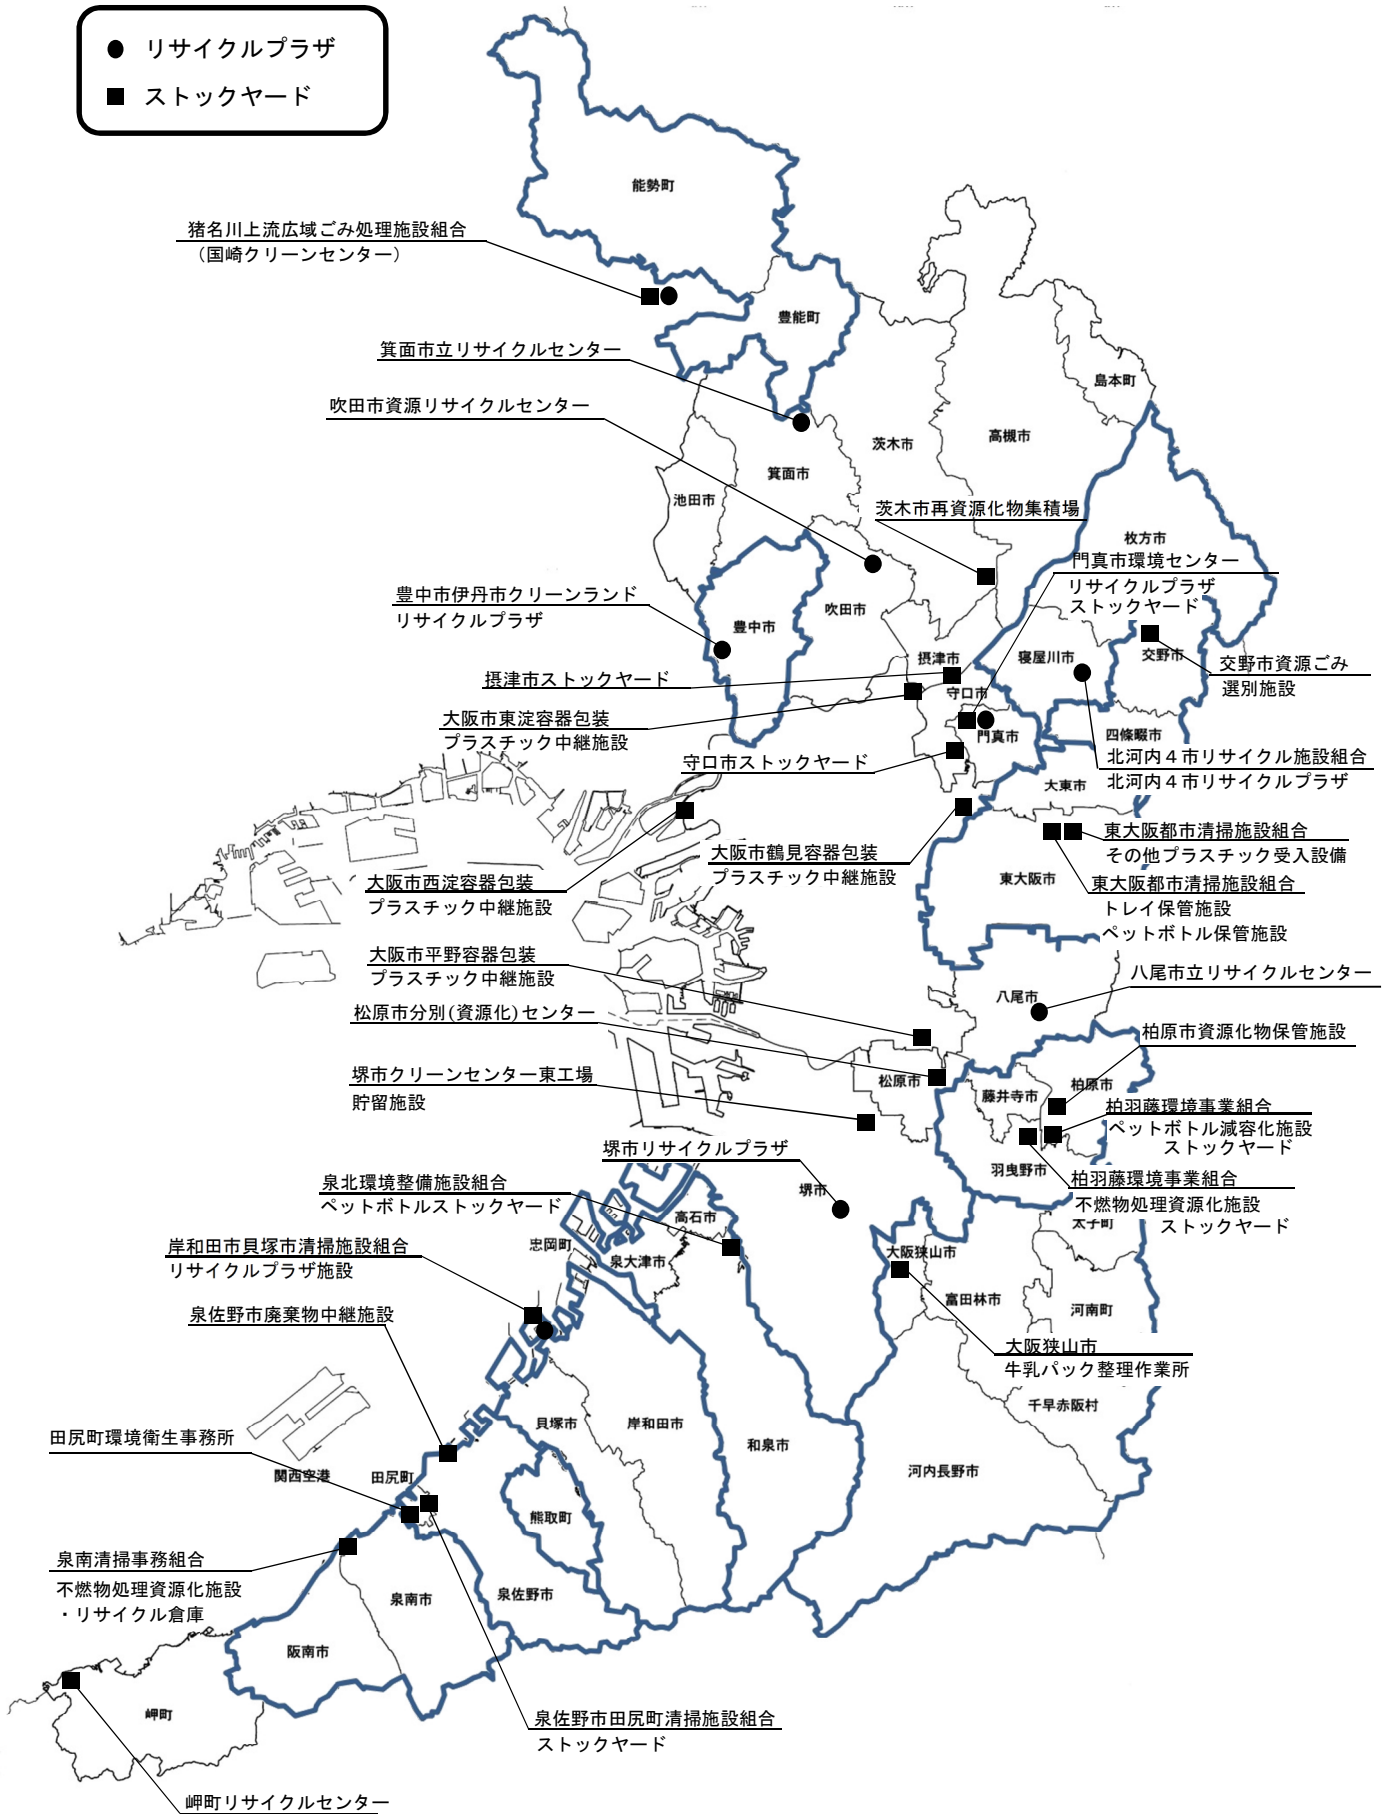 リサイクルプラザ
ストックヤード
能勢町
猪名川上流広域ごみ処理施設組合
（国崎クリーンセンター）
豊能町
箕面市立リサイクルセンター
島本町
吹田市資源リサイクルセンター
高槻市
茨木市
箕面市
池田市
茨木市再資源化物集積場
枚方市
門真市環境センター
リサイクルプラザ
ストックヤード
豊中市伊丹市クリーンランド
リサイクルプラザ
吹田市
豊中市
摂津市
寝屋川市
交野市
交野市資源ごみ
選別施設
摂津市ストックヤード
守口市
大阪市東淀容器包装
プラスチック中継施設
門真市
四條畷市
守口市ストックヤード
北河内４市リサイクル施設組合
北河内４市リサイクルプラザ
大東市
東大阪都市清掃施設組合
その他プラスチック受入設備
大阪市鶴見容器包装
プラスチック中継施設
東大阪市
大阪市西淀容器包装
プラスチック中継施設
東大阪都市清掃施設組合
トレイ保管施設
ペットボトル保管施設
大阪市平野容器包装
プラスチック中継施設
八尾市立リサイクルセンター
八尾市
松原市分別(資源化)センター
柏原市資源化物保管施設
堺市クリーンセンター東工場
貯留施設
松原市
藤井寺市
柏原市
柏羽藤環境事業組合
ペットボトル減容化施設
ストックヤード
堺市リサイクルプラザ
羽曳野市
柏羽藤環境事業組合
不燃物処理資源化施設
ストックヤード
泉北環境整備施設組合
ペットボトルストックヤード
堺市
高石市
太子町
岸和田市貝塚市清掃施設組合
リサイクルプラザ施設
忠岡町
泉大津市
大阪狭山市
富田林市
河南町
泉佐野市廃棄物中継施設
大阪狭山市
牛乳パック整理作業所
千早赤阪村
貝塚市
岸和田市
和泉市
田尻町環境衛生事務所
関西空港
田尻町
河内長野市
熊取町
泉南清掃事務組合
不燃物処理資源化施設
・リサイクル倉庫
泉南市
泉佐野市
阪南市
岬町
泉佐野市田尻町清掃施設組合
ストックヤード
岬町リサイクルセンター